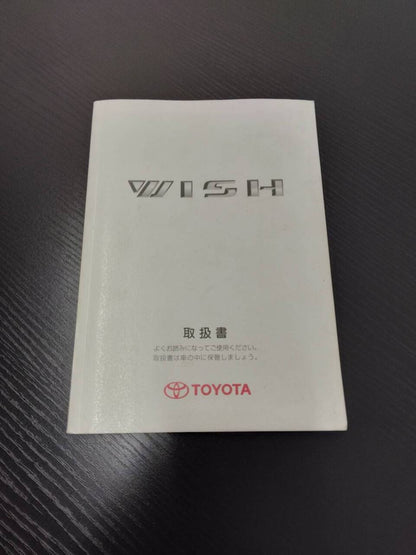 WISH
取扱書
よくお読みになってご使用ください。
取扱書は車の中に保管しましょう。
TOYOTA